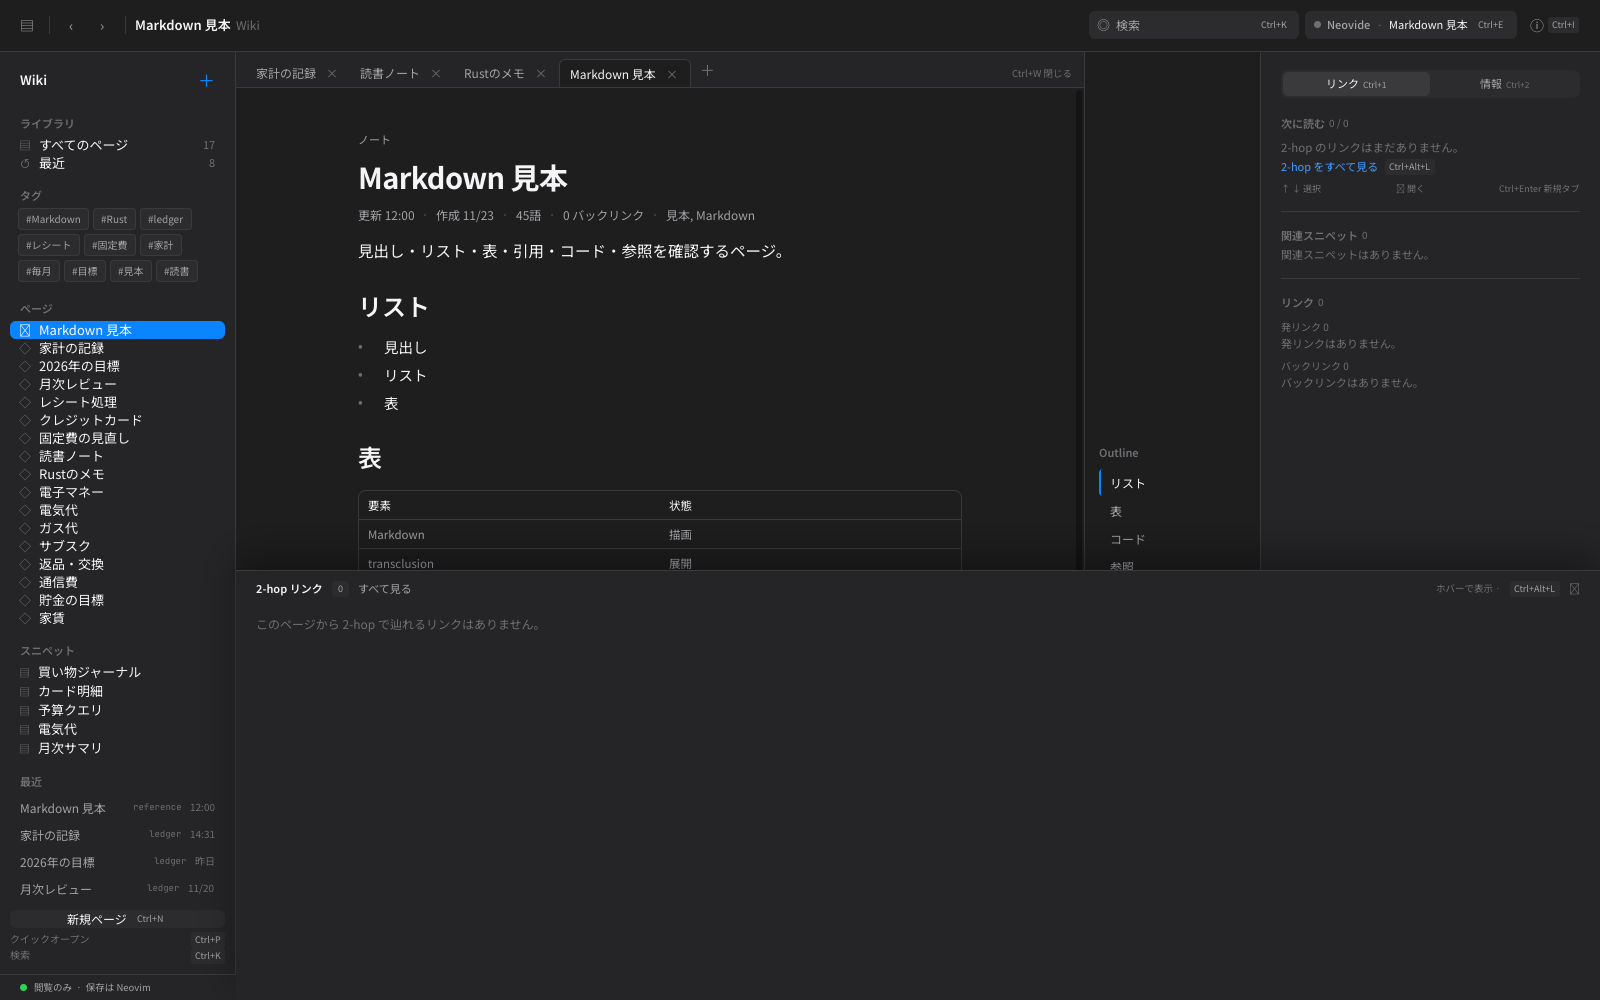 Markdown 見本 Wiki
検索 Ctrl+K
Neovide · Markdown 見本 Ctrl+E
Ctrl+I
Wiki
ライブラリ
すべてのページ 17
最近 8
タグ
#Markdown #Rust #ledger
#レシート #固定費 #家計
#毎月 #目標 #見本 #読書
ページ
Markdown 見本
家計の記録
2026年の目標
月次レビュー
レシート処理
クレジットカード
固定費の見直し
読書ノート
Rustのメモ
電子マネー
電気代
ガス代
サブスク
返品・交換
通信費
貯金の目標
家賃
スニペット
買い物ジャーナル
カード明細
予算クエリ
電気代
月次サマリ
最近
Markdown 見本 reference 12:00
家計の記録 ledger 14:31
2026年の目標 ledger 昨日
月次レビュー ledger 11/20
新規ページ Ctrl+N
クイックオープン Ctrl+P
検索 Ctrl+K
閲覧のみ · 保存は Neovim
家計の記録 × 読書ノート × Rustのメモ × Markdown 見本 × +
Ctrl+W 閉じる
ノート
Markdown 見本
更新 12:00 · 作成 11/23 · 45語 · 0 バックリンク · 見本, Markdown
見出し・リスト・表・引用・コード・参照を確認するページ。
リスト
• 見出し
• リスト
• 表
表
要素 状態
Markdown 描画
transclusion 展開
Outline
リスト
表
コード
参照
リンク Ctrl+1
情報 Ctrl+2
次に読む 0 / 0
2-hop のリンクはまだありません。
2-hop をすべて見る Ctrl+Alt+L
↑ ↓ 選択 開く Ctrl+Enter 新規タブ
関連スニペット 0
関連スニペットはありません。
リンク 0
発リンク 0
発リンクはありません。
バックリンク 0
バックリンクはありません。
2-hop リンク 0 すべて見る
ホバーで表示 · Ctrl+Alt+L
このページから 2-hop で辿れるリンクはありません。